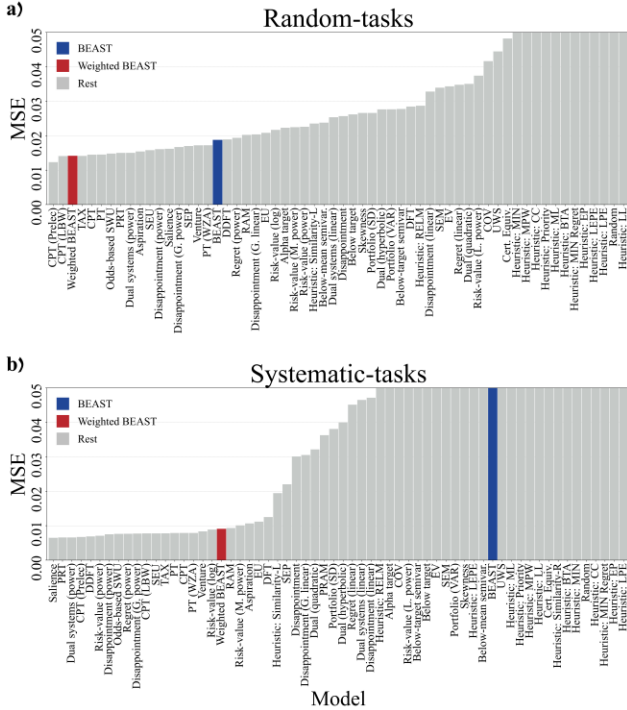 a)
Random-tasks
MSE
0.05
0.04
0.03
0.02
0.01
0.00
BEAST
Weighted BEAST
Rest
CPT (Prelec)
CPT (LBW)
Weighted BEAST
TAX
CPT
PT
Odds-based SWU
PRT
Dual systems (power)
Aspiration
SEU
Disappointment (power)
Salience
Disappointment (G. power)
SEP
Venture
PT (WZA)
BEAST
DDFT
Regret (power)
RAM
Disappointment (G. linear)
EU
Risk-value (log)
Alpha target
Risk-value (M. power)
Risk-value (power)
Heuristic: Similarity-L
Below-mean semivar.
Dual systems (linear)
Disappointment
Below target
Skewness
Portfolio (SD)
Dual (hyperbolic)
Portfolio (VAR)
Below-target semivar
DFT
Heuristic: RELM
Disappointment (linear)
SEM
EV
Regret (linear)
Dual (quadratic)
Risk-value (L. power)
COV
UWS
Cert. Equiv.
Heuristic: MIN
Heuristic: MPW
Heuristic: CC
Heuristic: Priority
Heuristic: ML
Heuristic: BTA
Heuristic: MIN Regret
Heuristic: EP
Heuristic: LEPE
Heuristic: LPE
Random
Heuristic: LL
b)
Systematic-tasks
MSE
0.05
0.04
0.03
0.02
0.01
0.00
BEAST
Weighted BEAST
Rest
Salience
PRT
Dual systems (power)
CPT (Prelec)
DDFT
Risk-value (power)
Disappointment (power)
Odds-based SWU
Regret (power)
Disappointment (G. power)
CPT (LBW)
SEU
TAX
PT
CPT
PT (WZA)
Venture
Risk-value (log)
Weighted BEAST
RAM
Risk-value (M. power)
Aspiration
EU
DFT
Heuristic: Similarity-L
SEP
Disappointment
Disappointment (G. linear)
Dual (quadratic)
PRAM
Portfolio (SD)
Dual (hyperbolic)
Regret (linear)
Dual systems (linear)
Disappointment (linear)
Heuristic: RELM
Alpha target
COV
Risk-value (L. power)
Below-target semivar
Below target
EV
SEM
Portfolio (VAR)
Skewness
Heuristic: LEPE
Below-mean semivar.
BEAST
UWS
Heuristic: ML
Heuristic: Priority
Heuristic: MPW
Heuristic: LL
Cert. Equiv.
Heuristic: Similarity-R
Heuristic: BTA
Heuristic: MIN
Random
Heuristic: CC
Heuristic: MIN Regret
Heuristic: EP
Heuristic: LPE
Model